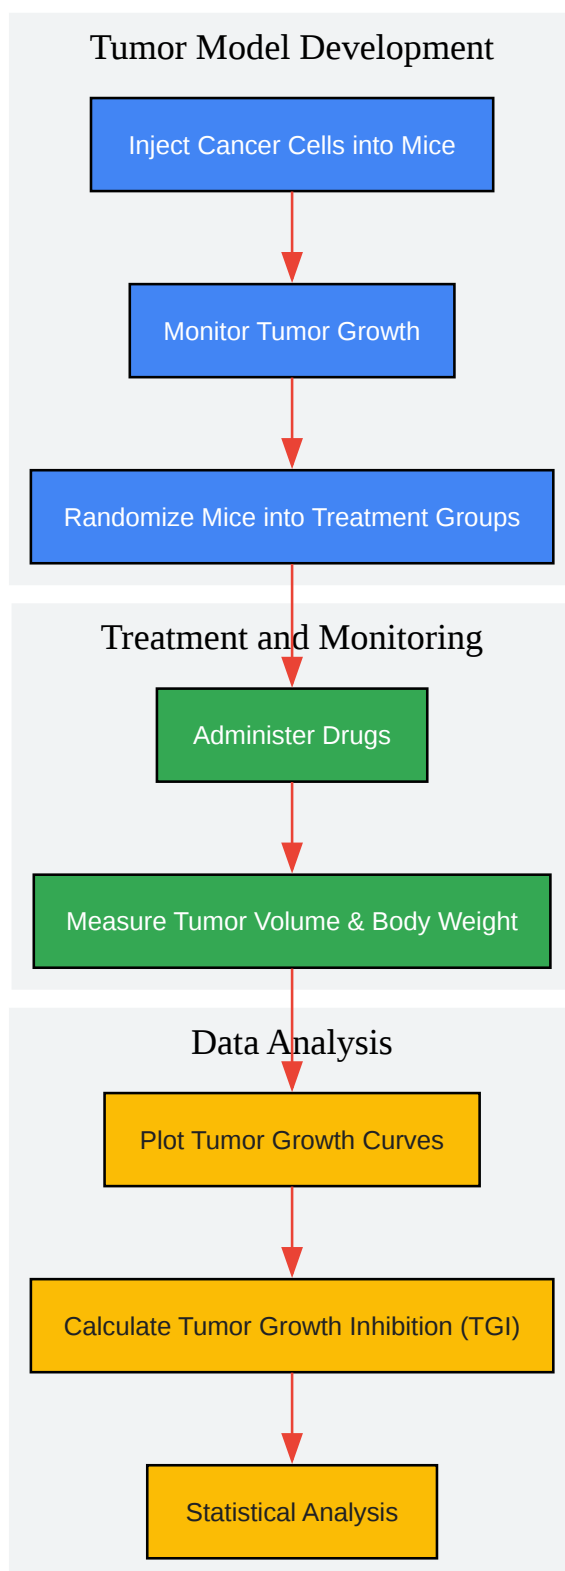 Tumor Model Development
Inject Cancer Cells into Mice
Monitor Tumor Growth
Randomize Mice into Treatment Groups
Treatment and Monitoring
Administer Drugs
Measure Tumor Volume & Body Weight
Data Analysis
Plot Tumor Growth Curves
Calculate Tumor Growth Inhibition (TGI)
Statistical Analysis